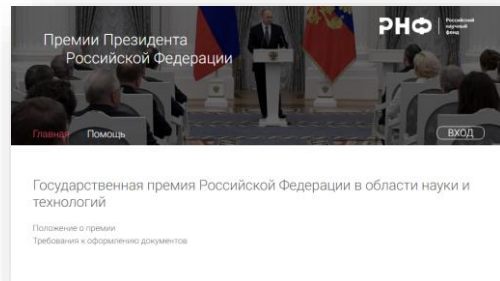 Премии Президента
Российской Федерации
РНФ
Российский
научный
фонд
Главная Помощь
ВХОД
Государственная премия Российской Федерации в области науки и
технологий
Положение о премии
Требования к оформлению документов